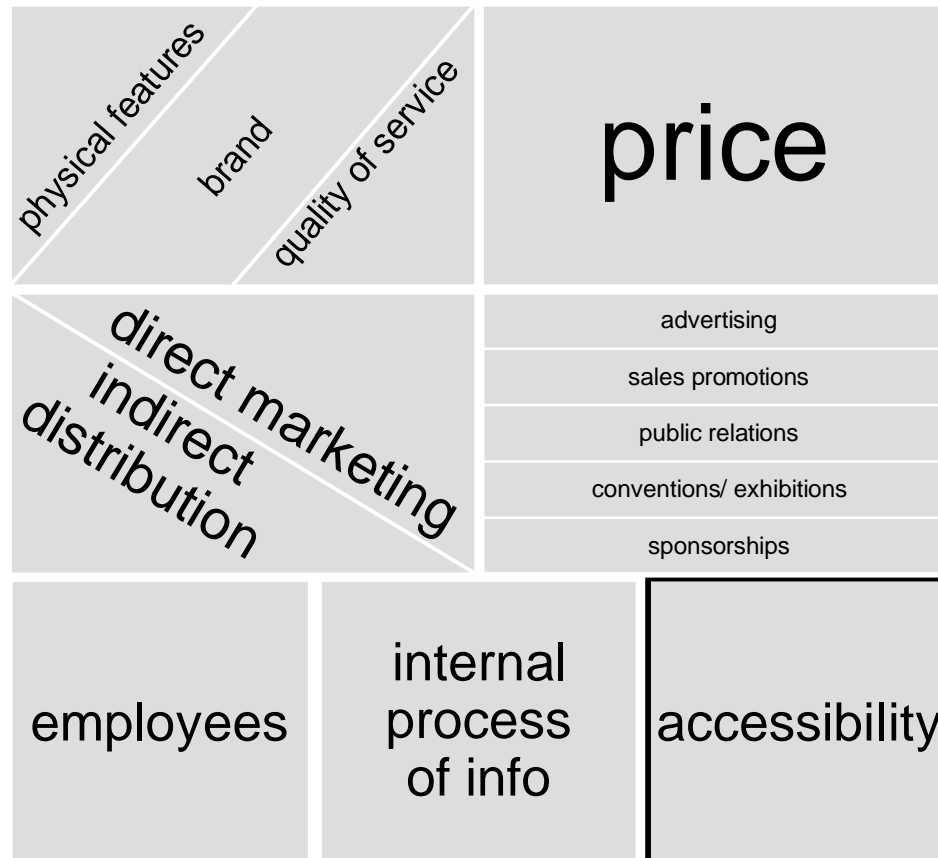 physical features
brand
quality of service
price
direct marketing
indirect
distribution
advertising
sales promotions
public relations
conventions/ exhibitions
sponsorships
employees
internal
process
of info
accessibility